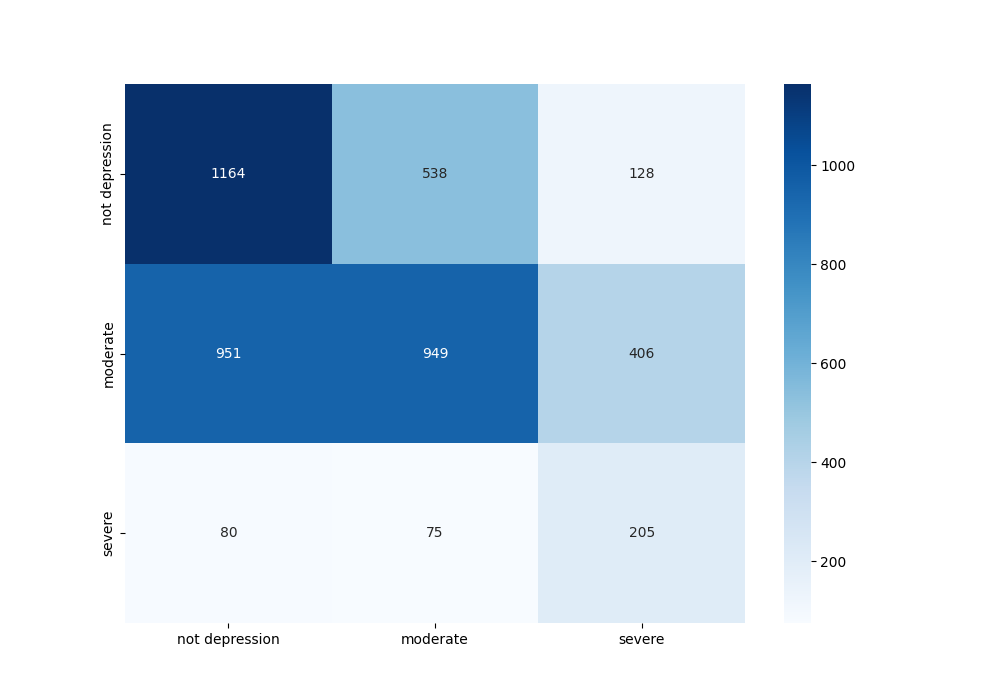 not depression
1164
538
128
moderate
951
949
406
severe
80
75
205
not depression
moderate
severe
1000
800
600
400
200